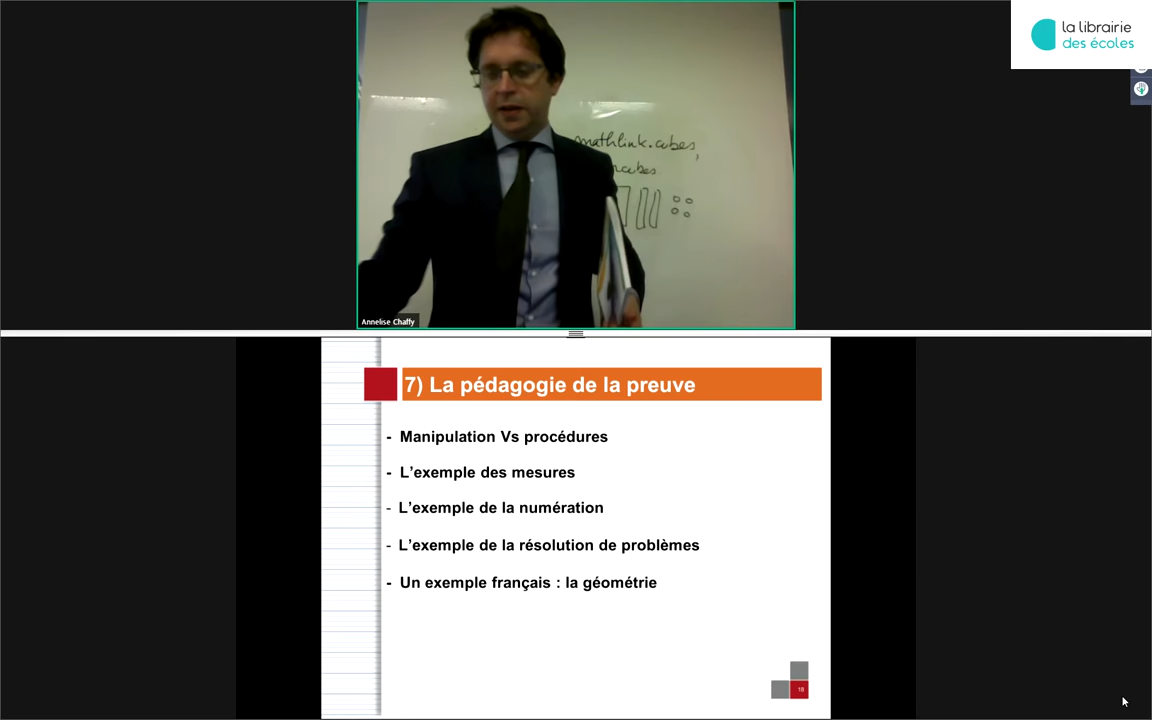 la librairie
des écoles
mathlink.cubes,
cubes
Annelise Chaffy
7) La pédagogie de la preuve
- Manipulation Vs procédures
- L'exemple des mesures
- L'exemple de la numération
- L'exemple de la résolution de problèmes
- Un exemple français : la géométrie
18